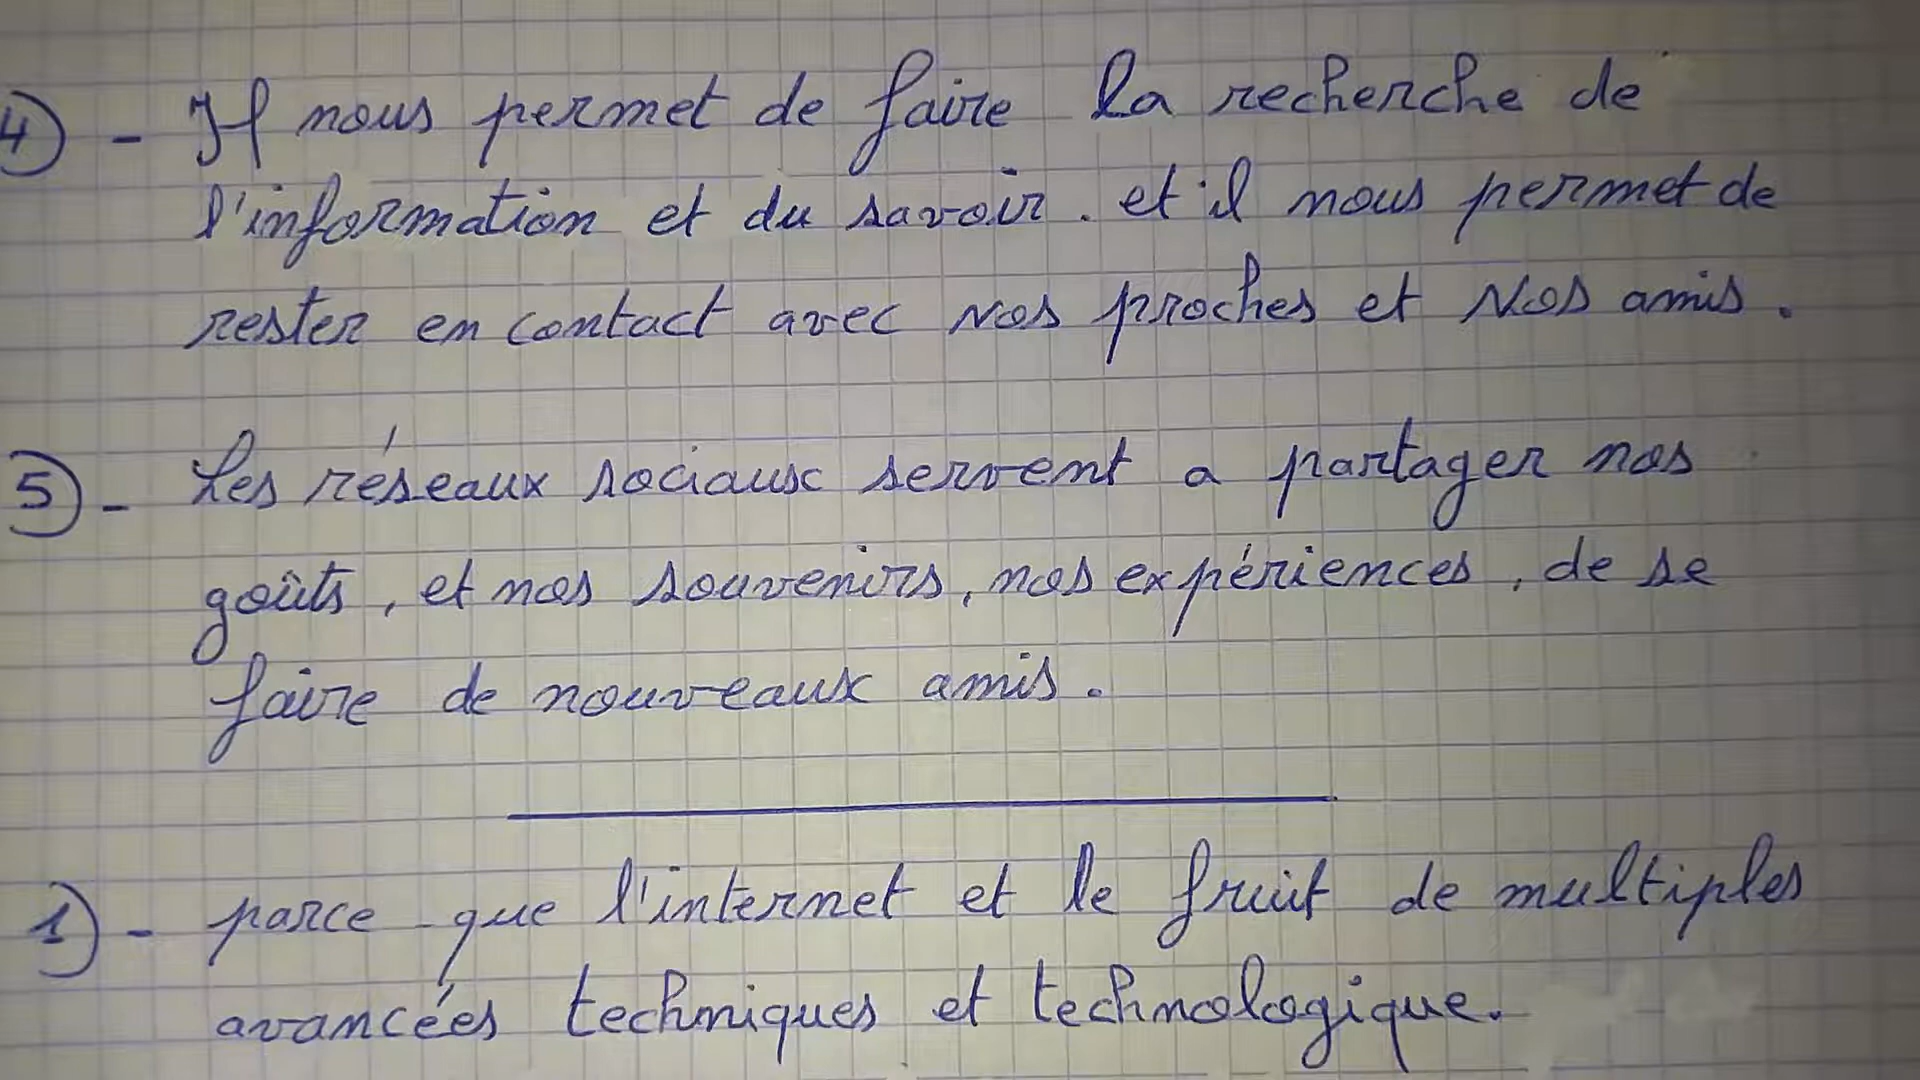 4) - Il nous permet de faire la recherche de
l'information et du savoir. et il nous permet de
rester en contact avec Nos proches et Nos amis.
5) - Les réseaux sociaux servent a partager nos
goûts, et nos souvenirs, nos expériences, de se
faire de nouveaux amis.
1) - parce que l'internet et le fruit de multiples
avancées techniques et technologique.